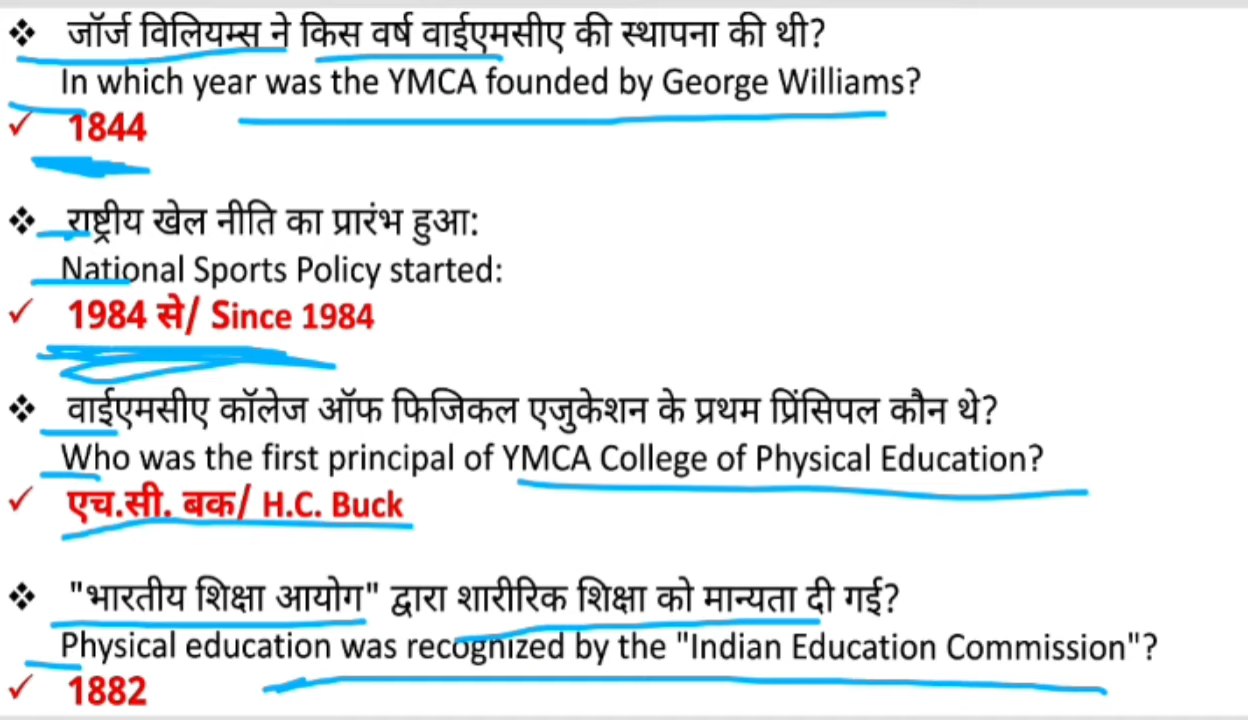 ❖ जॉर्ज विलियम्स ने किस वर्ष वाईएमसीए की स्थापना की थी?
In which year was the YMCA founded by George Williams?
✓ 1844
❖ राष्ट्रीय खेल नीति का प्रारंभ हुआ:
National Sports Policy started:
✓ 1984 से/ Since 1984
❖ वाईएमसीए कॉलेज ऑफ फिजिकल एजुकेशन के प्रथम प्रिंसिपल कौन थे?
Who was the first principal of YMCA College of Physical Education?
✓ एच.सी. बक/ H.C. Buck
❖ "भारतीय शिक्षा आयोग" द्वारा शारीरिक शिक्षा को मान्यता दी गई?
Physical education was recognized by the "Indian Education Commission"?
✓ 1882